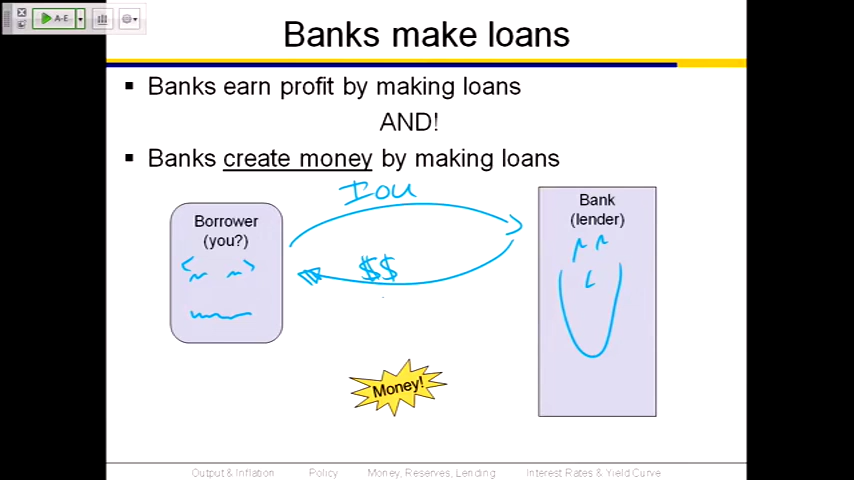 A-E
Banks make loans
▪ Banks earn profit by making loans
AND!
▪ Banks create money by making loans
IOU
Borrower
(you?)
$$
Bank
(lender)
Money!
Output & Inflation Policy Money, Reserves, Lending Interest Rates & Yield Curve